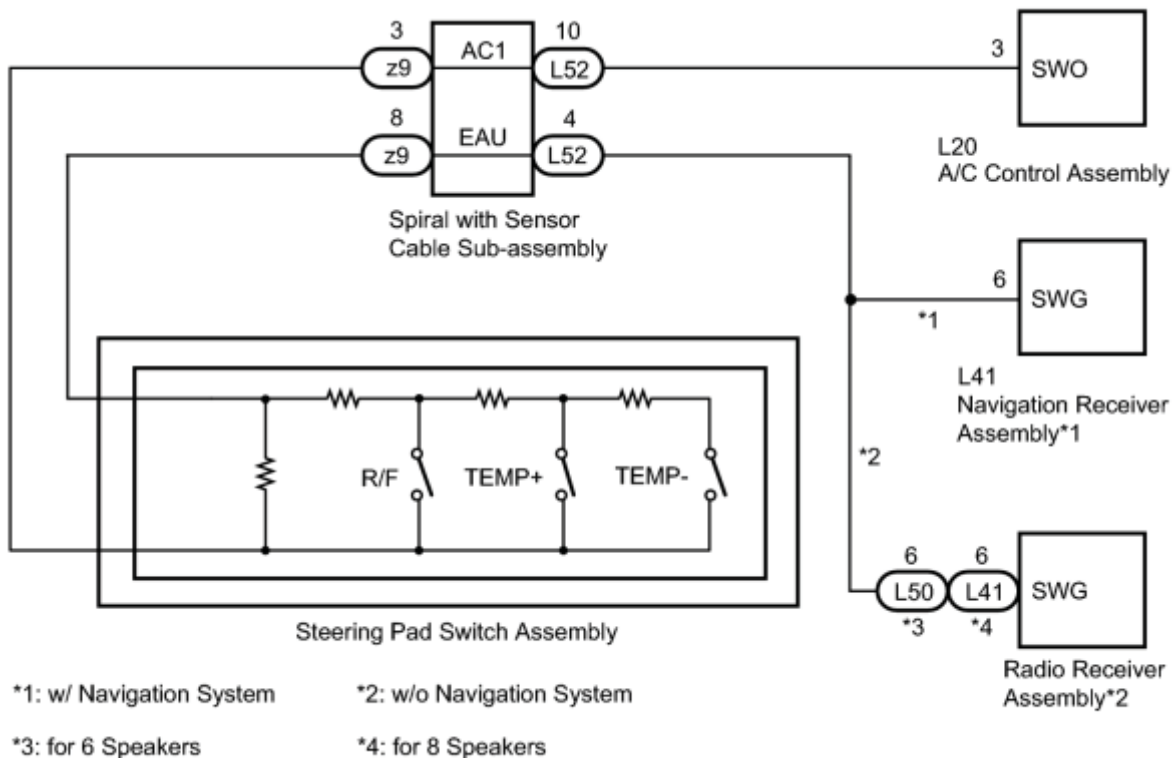 3
10
AC1
z9
L52
3
SWO
8
4
EAU
z9
L52
L20
A/C Control Assembly
Spiral with Sensor
Cable Sub-assembly
6
SWG
*1
L41
Navigation Receiver
Assembly*1
*2
R/F
TEMP+
TEMP-
6
6
L50
L41
SWG
*3
*4
Steering Pad Switch Assembly
Radio Receiver
Assembly*2
*1: w/ Navigation System
*2: w/o Navigation System
*3: for 6 Speakers
*4: for 8 Speakers